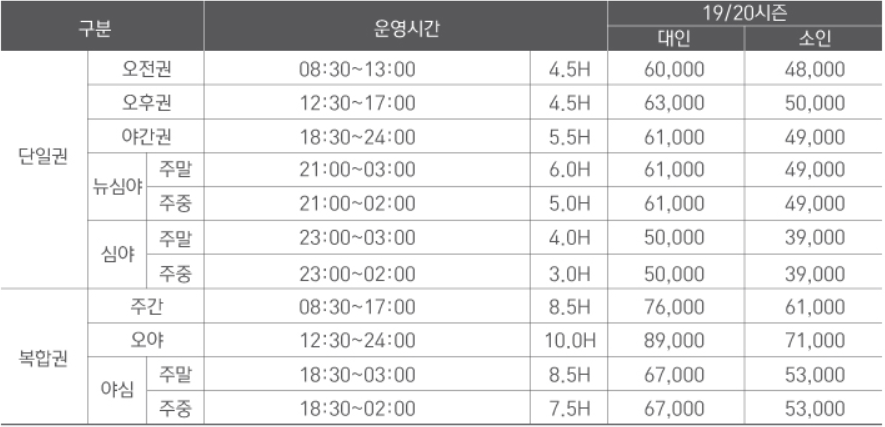 구분 운영시간 19/20시즌
대인 소인
단일권 오전권 08:30~13:00 4.5H 60,000 48,000
오후권 12:30~17:00 4.5H 63,000 50,000
야간권 18:30~24:00 5.5H 61,000 49,000
뉴심야 주말 21:00~03:00 6.0H 61,000 49,000
주중 21:00~02:00 5.0H 61,000 49,000
심야 주말 23:00~03:00 4.0H 50,000 39,000
주중 23:00~02:00 3.0H 50,000 39,000
복합권 주간 08:30~17:00 8.5H 76,000 61,000
오야 12:30~24:00 10.0H 89,000 71,000
야심 주말 18:30~03:00 8.5H 67,000 53,000
주중 18:30~02:00 7.5H 67,000 53,000